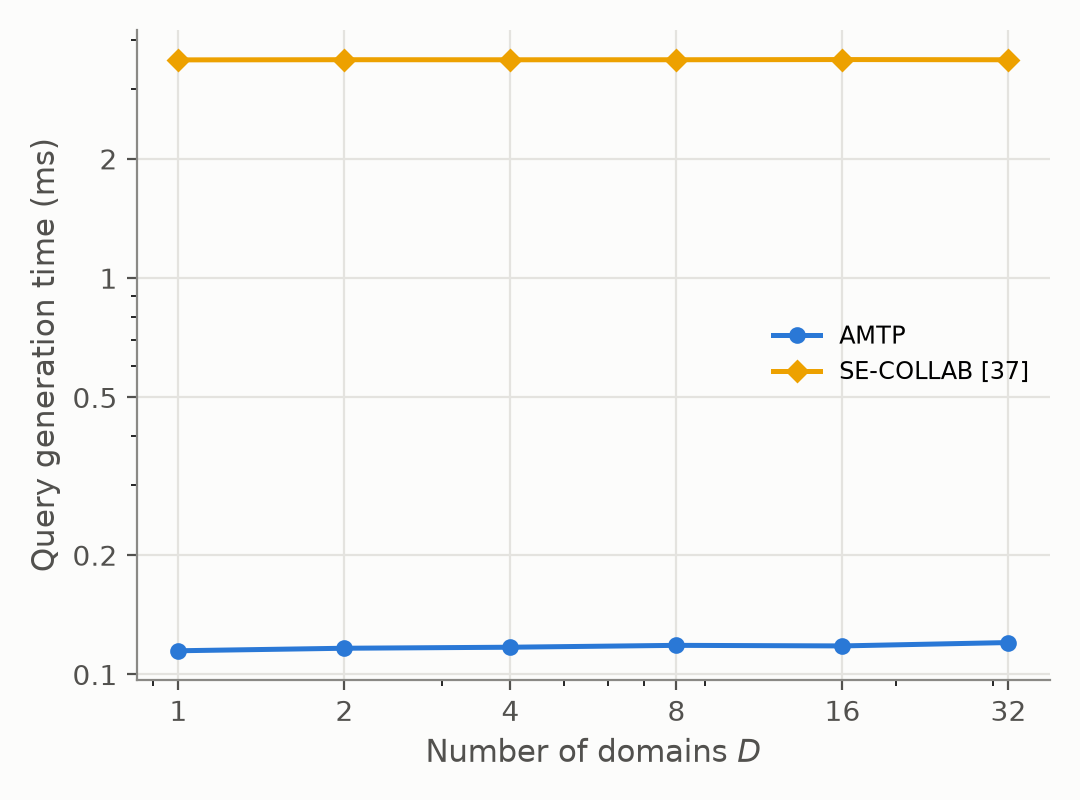 Query generation time (ms)
2
1
0.5
0.2
0.1
AMTP
SE-COLLAB [37]
1 2 4 8 16 32
Number of domains D